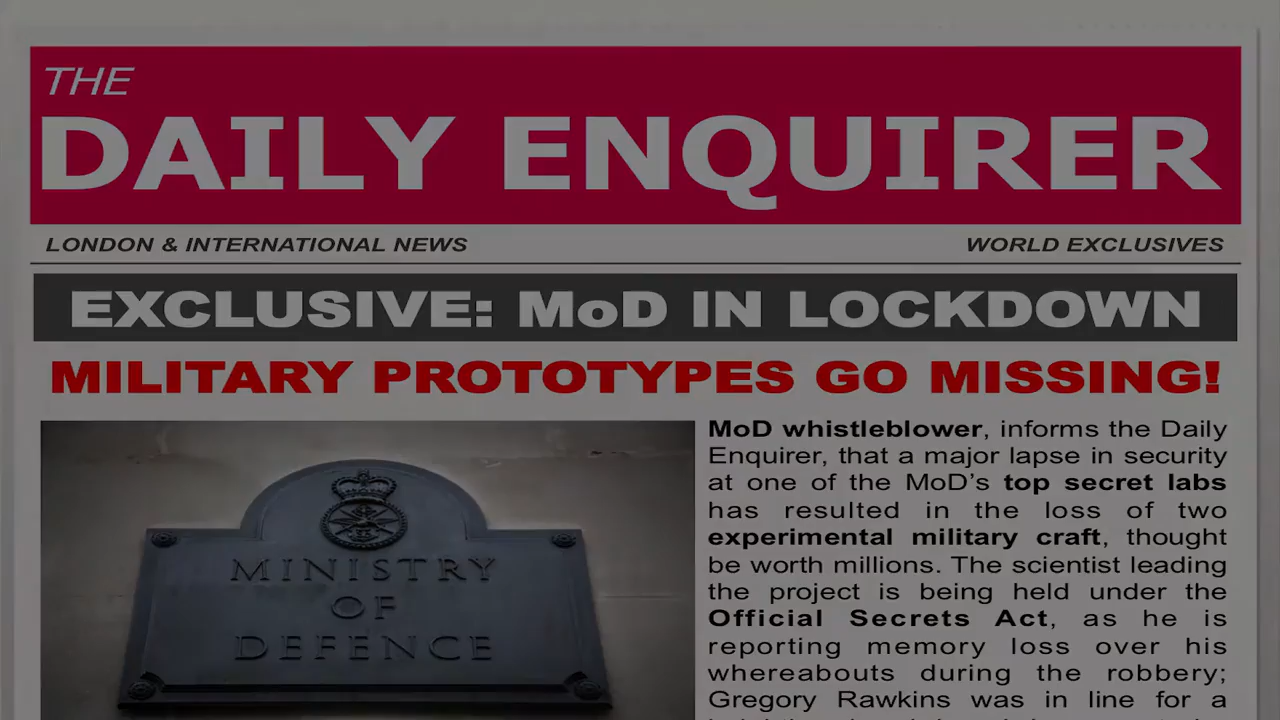 THE
DAILY ENQUIRER
LONDON & INTERNATIONAL NEWS
WORLD EXCLUSIVES
EXCLUSIVE: MoD IN LOCKDOWN
MILITARY PROTOTYPES GO MISSING!
MINISTRY
OF
DEFENCE
MoD whistleblower, informs the Daily
Enquirer, that a major lapse in security
at one of the MoD’s top secret labs
has resulted in the loss of two
experimental military craft, thought
be worth millions. The scientist leading
the project is being held under the
Official Secrets Act, as he is
reporting memory loss over his
whereabouts during the robbery;
Gregory Rawkins was in line for a